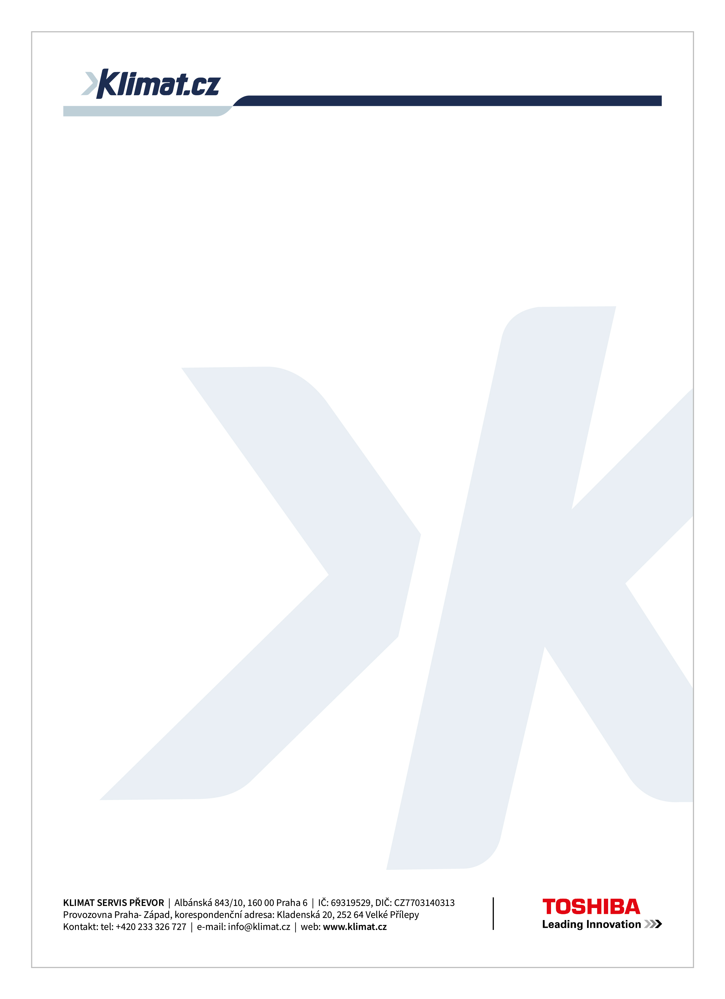 Klimat.cz
KLIMAT SERVIS PŘEVOR | Albánská 843/10, 160 00 Praha 6 | IČ: 69319529, DIČ: CZ7703140313
Provozovna Praha- Západ, korespondenční adresa: Kladenská 20, 252 64 Velké Přílepy
Kontakt: tel: +420 233 326 727 | e-mail: info@klimat.cz | web: www.klimat.cz
TOSHIBA
Leading Innovation